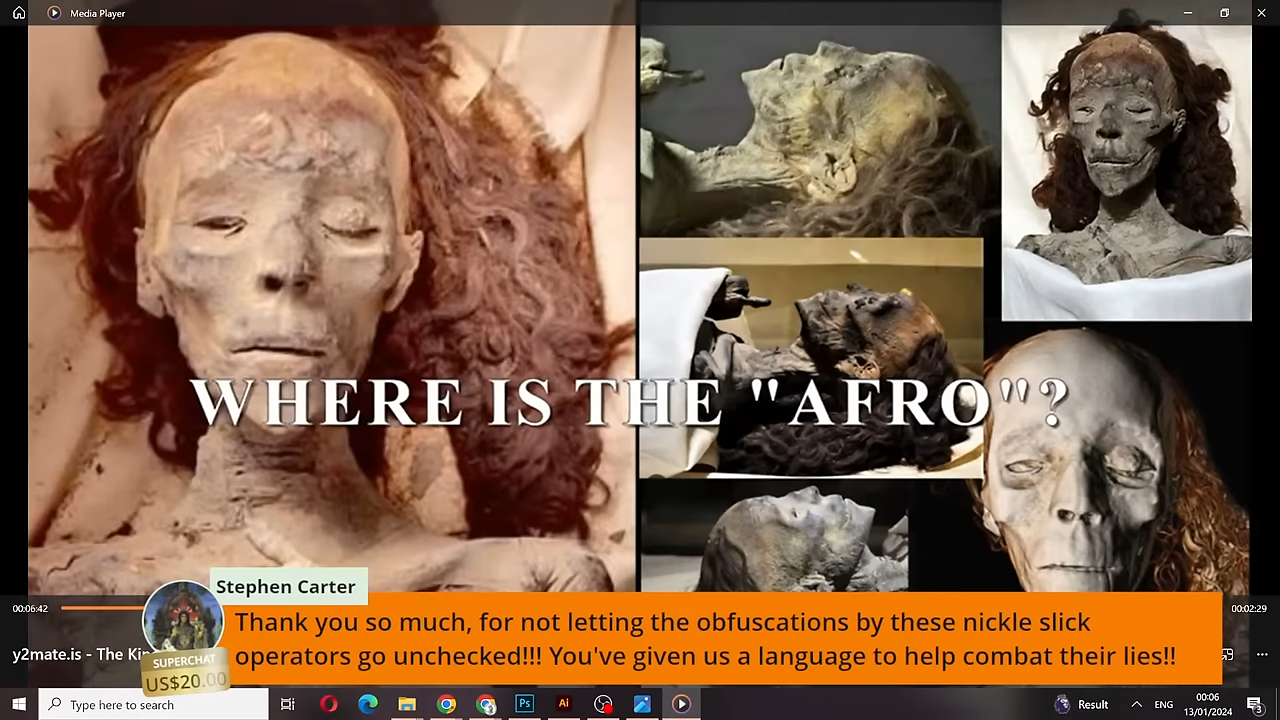 Media Player
WHERE IS THE "AFRO"?
Stephen Carter
00:06:42
00:02:29
Thank you so much, for not letting the obfuscations by these nickle slick
operators go unchecked!!! You've given us a language to help combat their lies!!
y2mate.is - The
SUPERCHAT
US$20.00
Type here to search
Ps
Ai
Result
ENG
00:06
13/01/2024
3